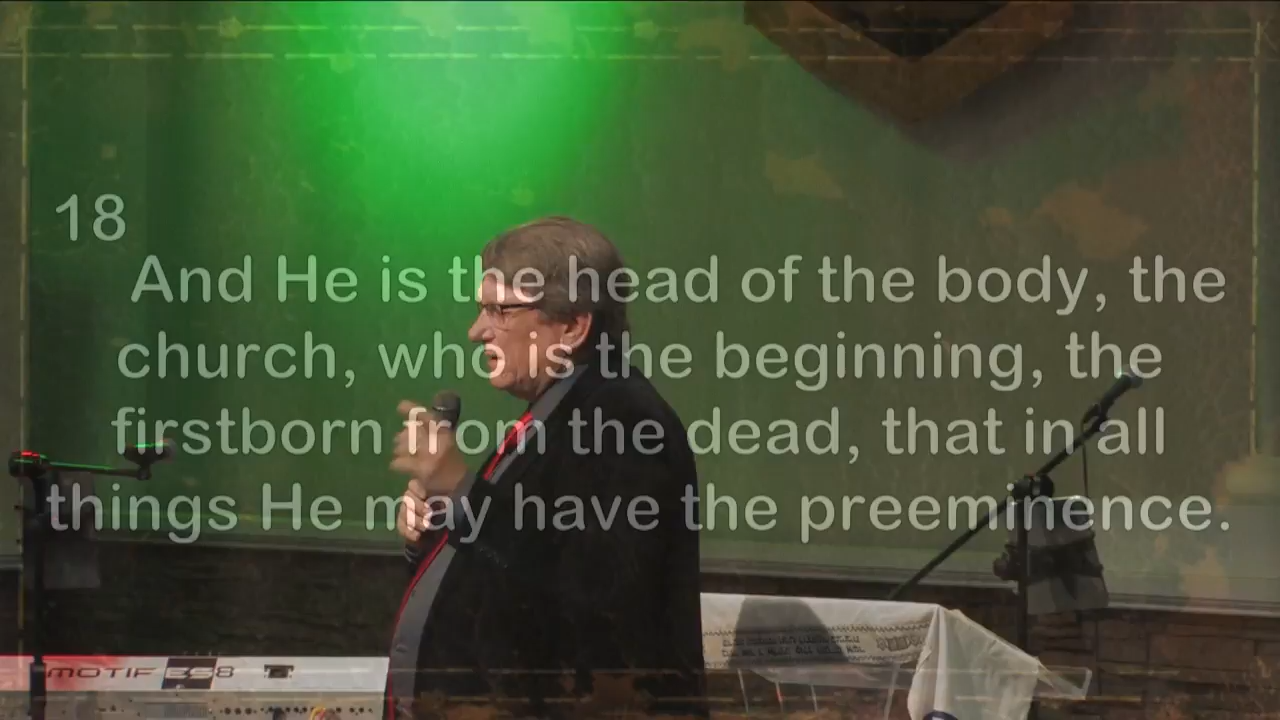 18
And He is the head of the body, the
church, who is the beginning, the
firstborn from the dead, that in all
things He may have the preeminence.
MOTIF